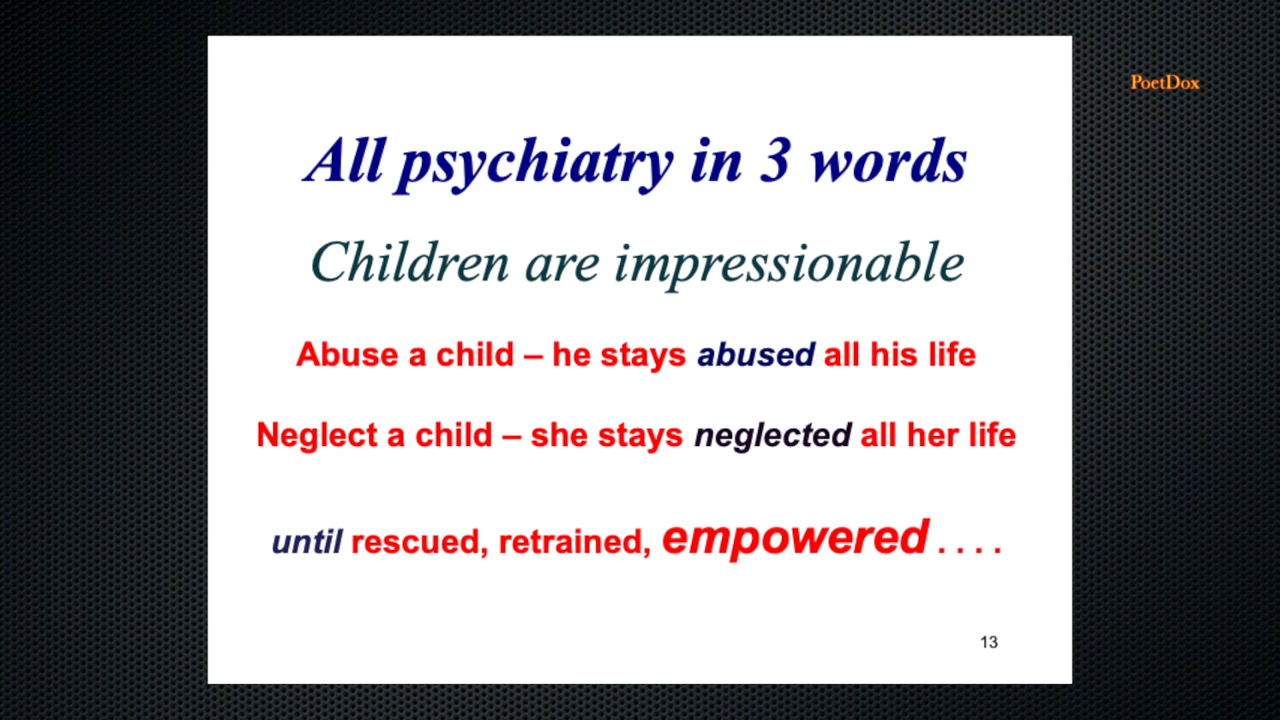 PoetDox
All psychiatry in 3 words
Children are impressionable
Abuse a child – he stays abused all his life
Neglect a child – she stays neglected all her life
until rescued, retrained, empowered . . . .
13